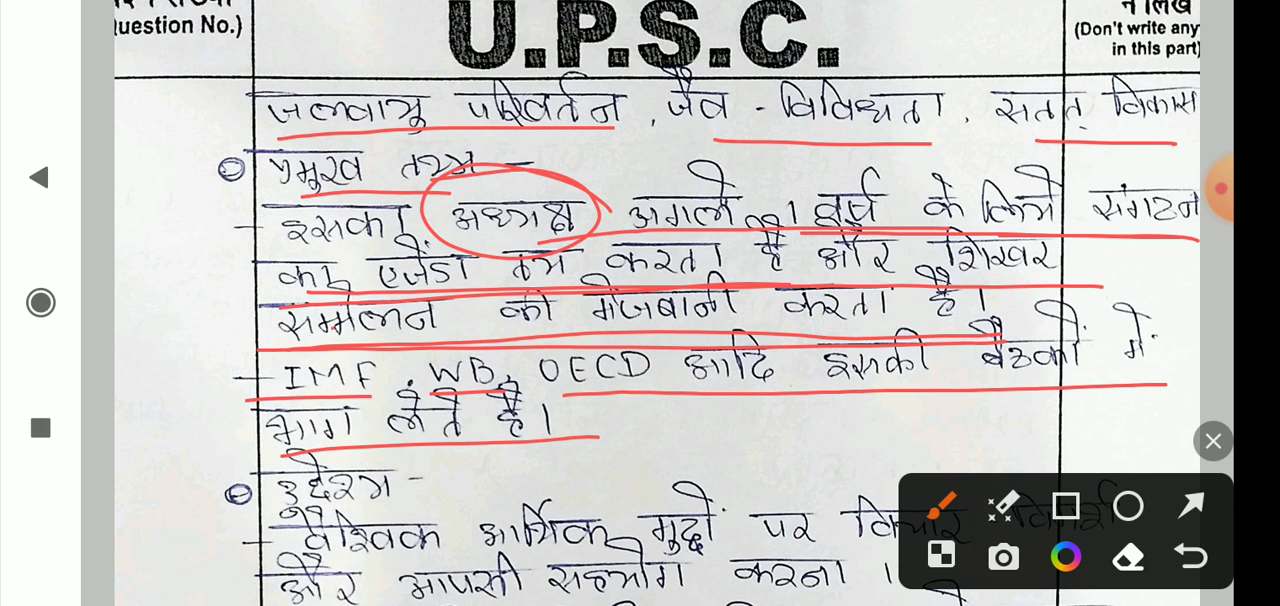 uestion No.)
U.P.S.C.
(Don't write any
in this part)
जलवायु परिवर्तन, जैव-विविधता, सतत् विकास
प्रमुख तथ्य -
- इसका अध्यक्ष अगले 1 वर्ष के लिये संगठन
का एजेंडा तय करता है और शिखर
सम्मेलन की मेजबानी करता है।
- IMF, WB, OECD आदि इसकी बैठकों में
भाग लेते हैं।
उद्देश्य -
- वैश्विक आर्थिक मुद्दों पर विचार
और आपसी सहयोग करना।